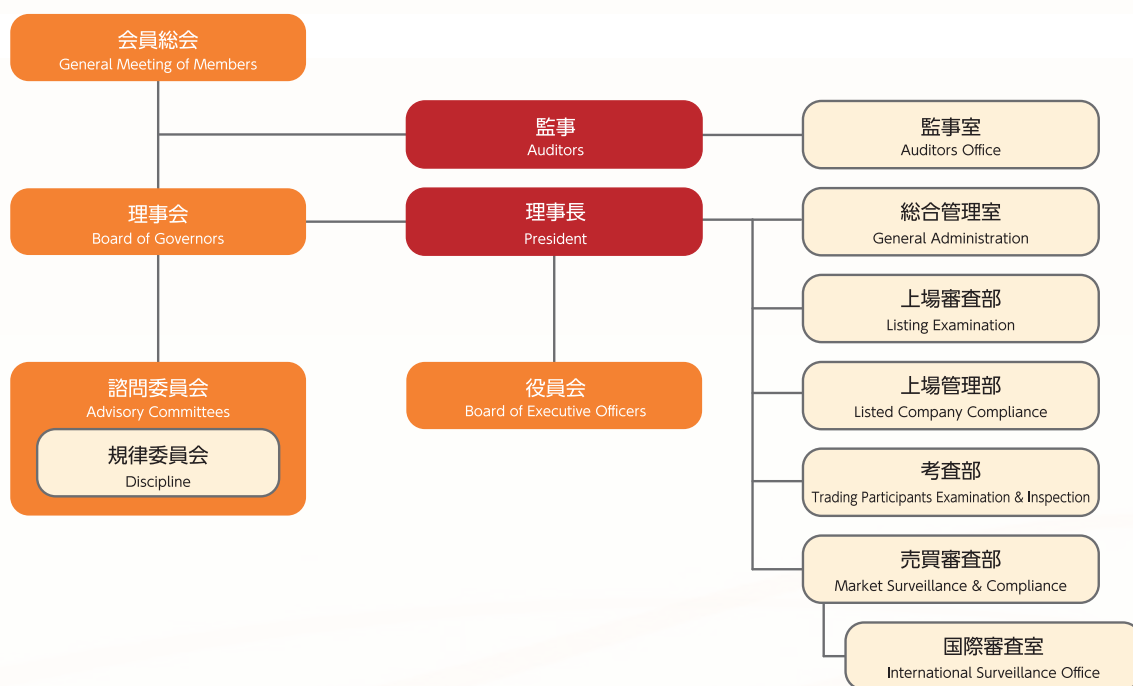 会員総会
General Meeting of Members
監事
Auditors
監事室
Auditors Office
理事会
Board of Governors
理事長
President
総合管理室
General Administration
上場審査部
Listing Examination
諮問委員会
Advisory Committees
規律委員会
Discipline
役員会
Board of Executive Officers
上場管理部
Listed Company Compliance
考査部
Trading Participants Examination & Inspection
売買審査部
Market Surveillance & Compliance
国際審査室
International Surveillance Office